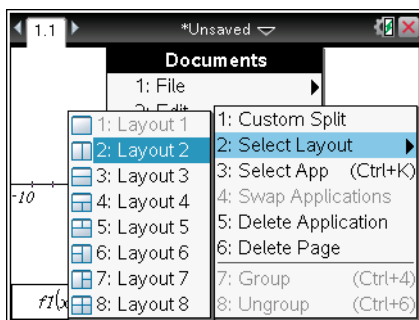 1.1
*Unsaved
Documents
1: File
1: Layout 1
2: Layout 2
3: Layout 3
4: Layout 4
5: Layout 5
6: Layout 6
7: Layout 7
8: Layout 8
1: Custom Split
2: Select Layout
3: Select App (Ctrl+K)
4: Swap Applications
5: Delete Application
6: Delete Page
7: Group (Ctrl+4)
8: Ungroup (Ctrl+6)
-10
f1(x